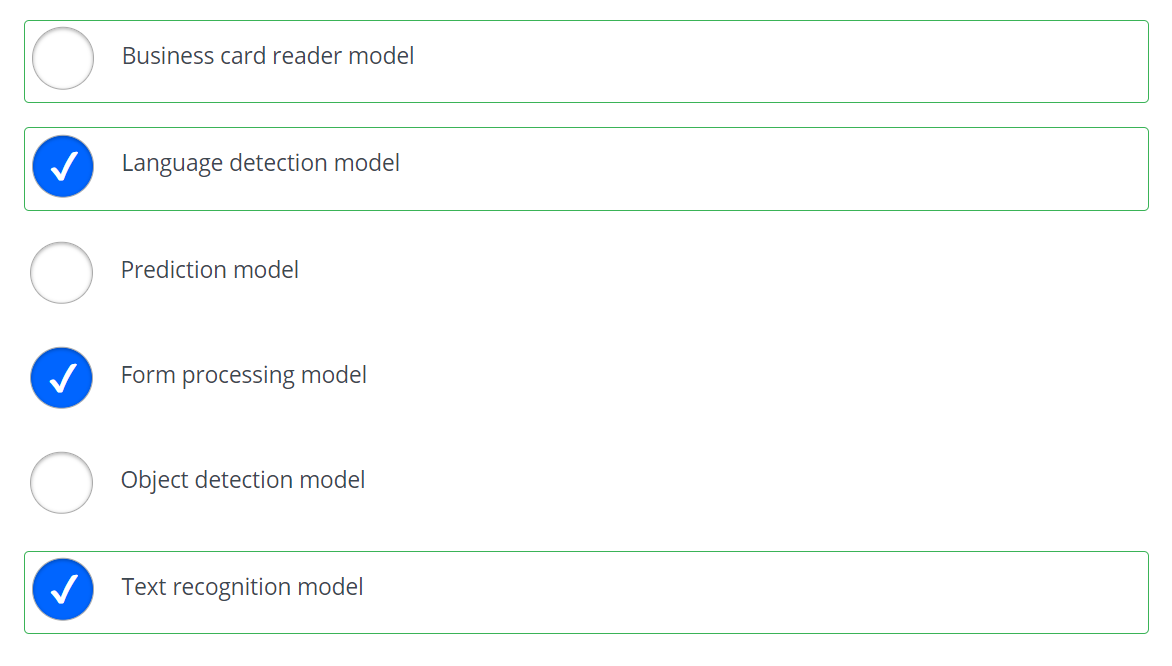 Business card reader model
Language detection model
Prediction model
Form processing model
Object detection model
Text recognition model